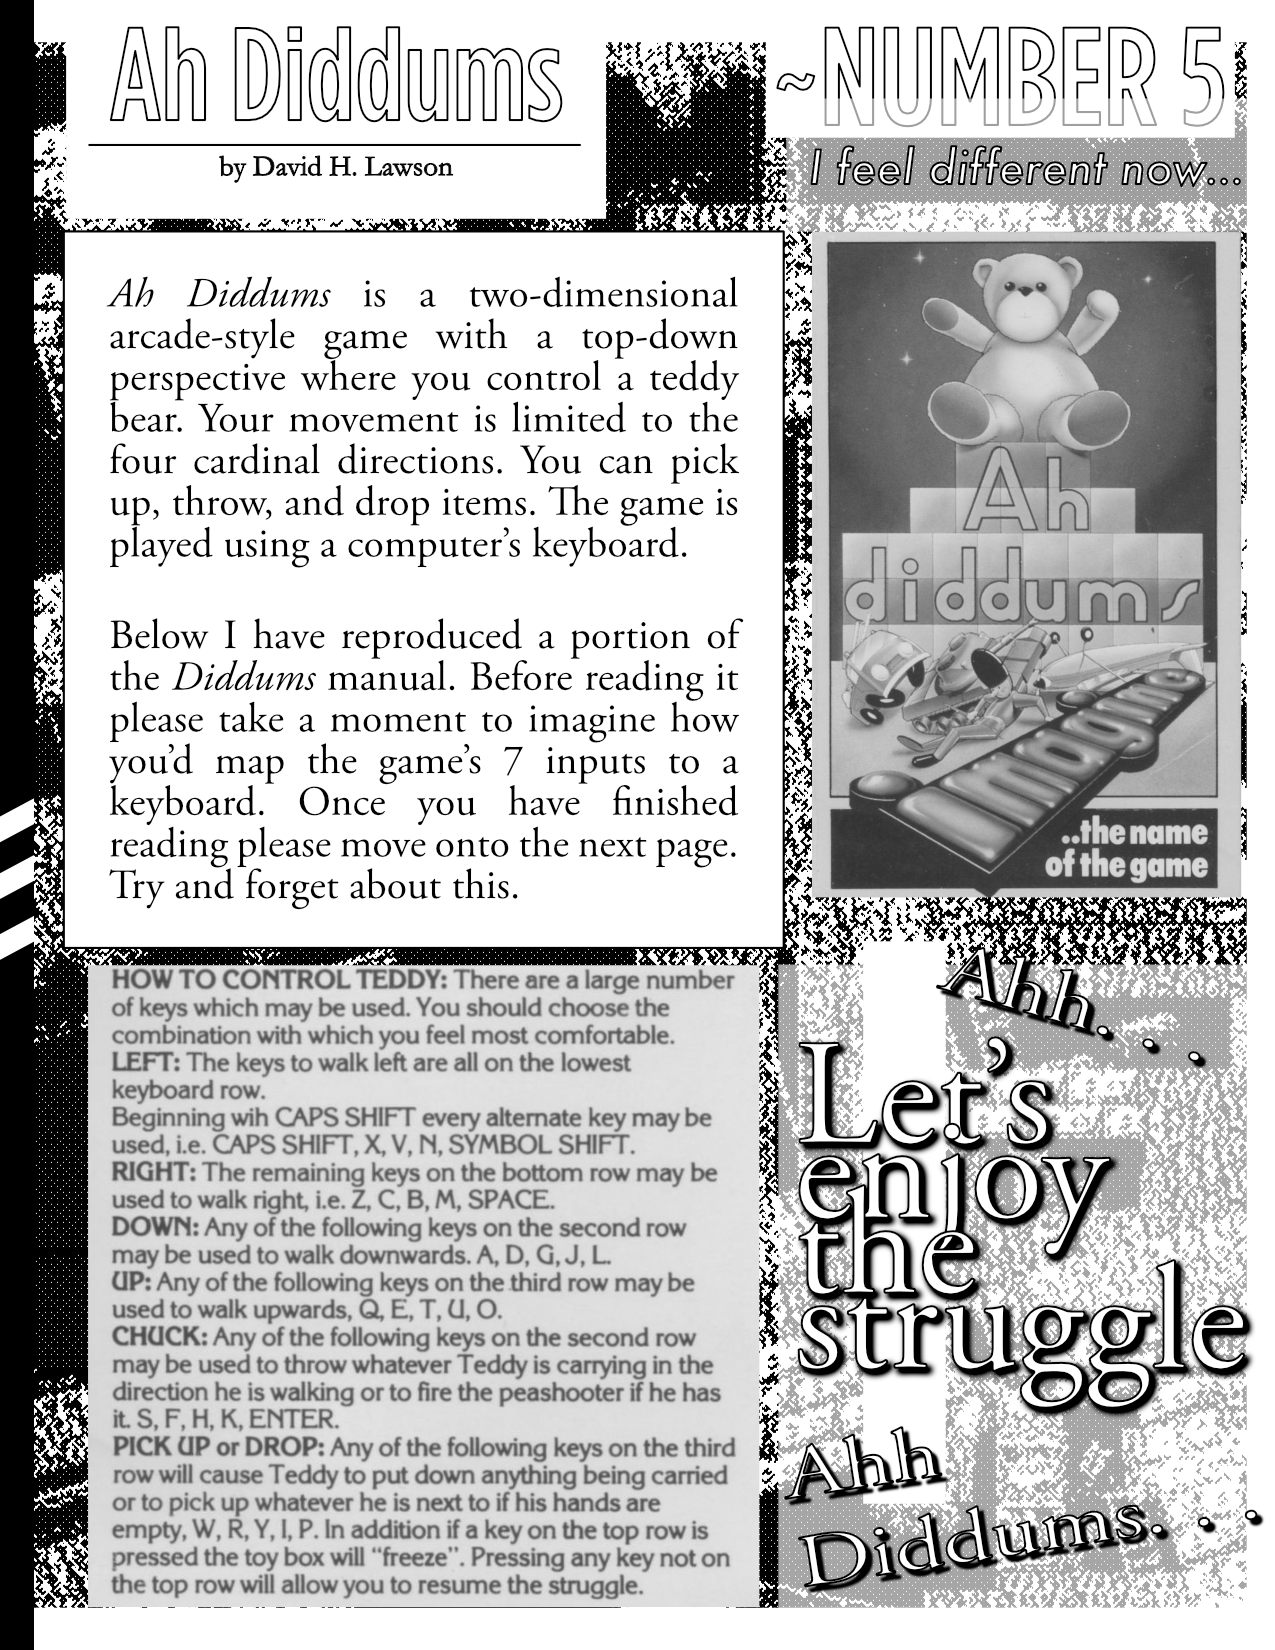 Ah Diddums
by David H. Lawson
~NUMBER 5
I feel different now...
Ah Diddums is a two-dimensional
arcade-style game with a top-down
perspective where you control a teddy
bear. Your movement is limited to the
four cardinal directions. You can pick
up, throw, and drop items. The game is
played using a computer's keyboard.
Below I have reproduced a portion of
the Diddums manual. Before reading it
please take a moment to imagine how
you'd map the game's 7 inputs to a
keyboard. Once you have finished
reading please move onto the next page.
Try and forget about this.
Ah
diddums
imagine
..the name
of the game
HOW TO CONTROL TEDDY: There are a large number
of keys which may be used. You should choose the
combination with which you feel most comfortable.
LEFT: The keys to walk left are all on the lowest
keyboard row.
Beginning wih CAPS SHIFT every alternate key may be
used, i.e. CAPS SHIFT, X, V, N, SYMBOL SHIFT.
RIGHT: The remaining keys on the bottom row may be
used to walk right, i.e. Z, C, B, M, SPACE.
DOWN: Any of the following keys on the second row
may be used to walk downwards. A, D, G, J, L.
UP: Any of the following keys on the third row may be
used to walk upwards, Q, E, T, U, O.
CHUCK: Any of the following keys on the second row
may be used to throw whatever Teddy is carrying in the
direction he is walking or to fire the peashooter if he has
it. S, F, H, K, ENTER.
PICK UP or DROP: Any of the following keys on the third
row will cause Teddy to put down anything being carried
or to pick up whatever he is next to if his hands are
empty, W, R, Y, I, P. In addition if a key on the top row is
pressed the toy box will "freeze". Pressing any key not on
the top row will allow you to resume the struggle.
Ahh. . .
Let's
enjoy
the
struggle
Ahh
Diddums. . .